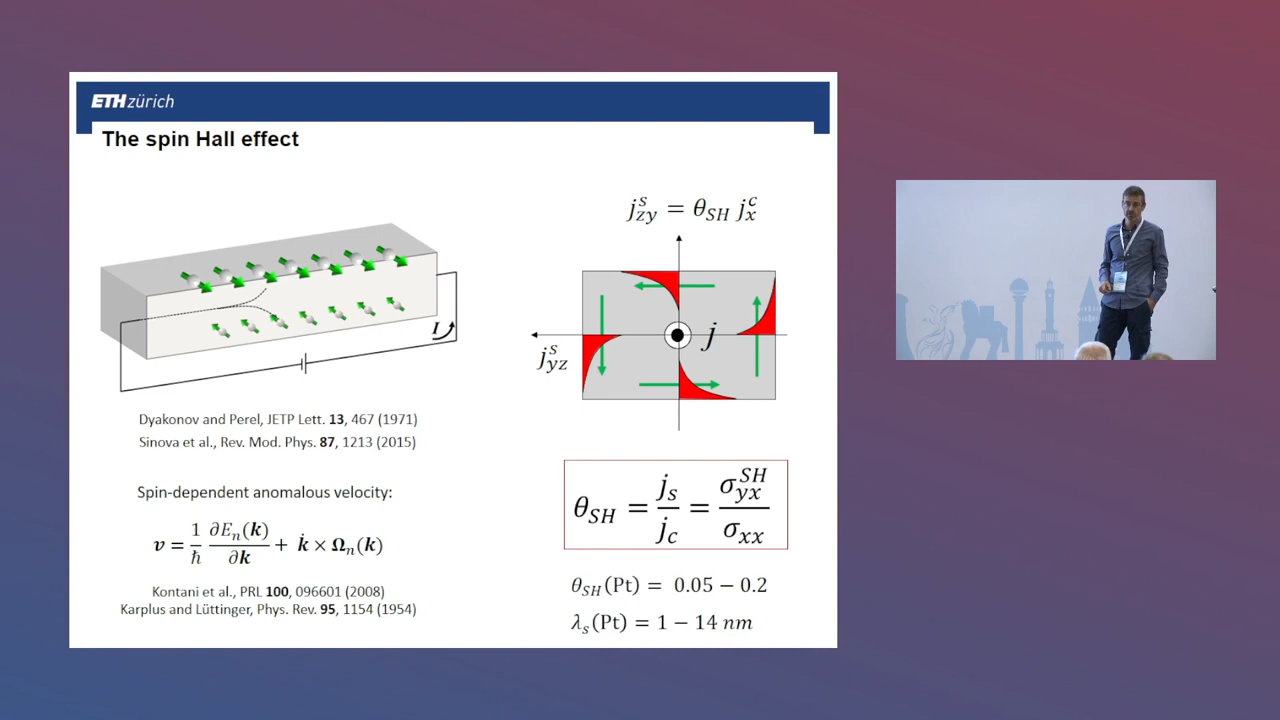 ETH zürich
The spin Hall effect
I
Dyakonov and Perel, JETP Lett. 13, 467 (1971)
Sinova et al., Rev. Mod. Phys. 87, 1213 (2015)
Spin-dependent anomalous velocity:
v = 1/ħ ∂Eₙ(k)/∂k + k̇ × Ωₙ(k)
Kontani et al., PRL 100, 096601 (2008)
Karplus and Lüttinger, Phys. Rev. 95, 1154 (1954)
j^s_zy = θ_SH j^c_x
j
j^s_yz
θ_SH = j_s/j_c = σ^SH_yx/σ_xx
θ_SH(Pt) = 0.05 − 0.2
λ_s(Pt) = 1 − 14 nm